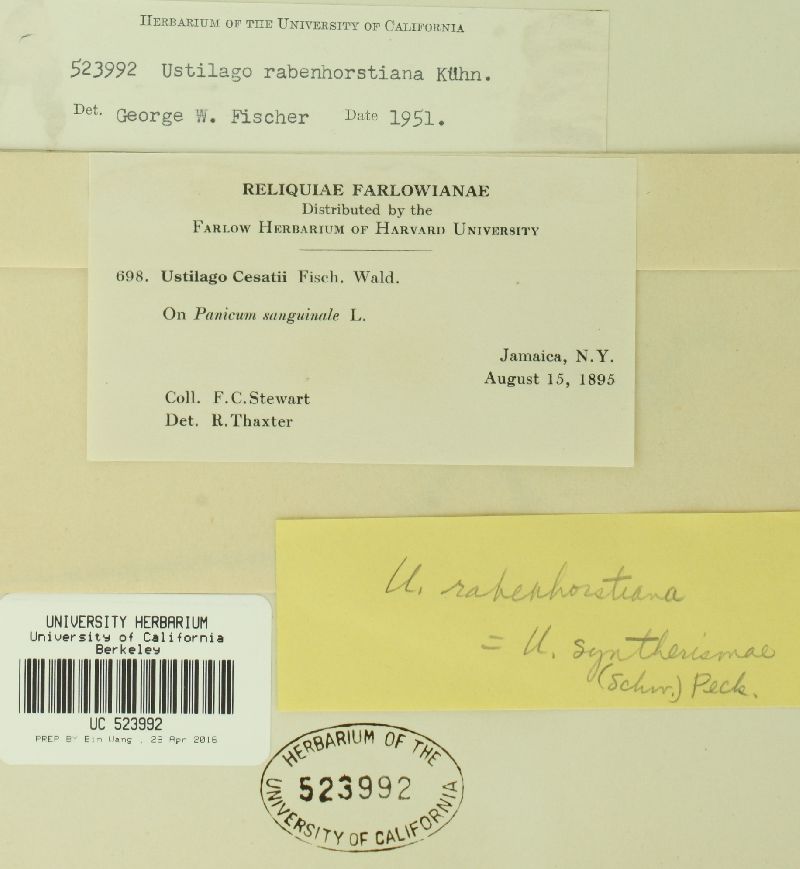 HERBARIUM OF THE UNIVERSITY OF CALIFORNIA
523992 Ustilago rabenhorstiana Kühn.
Det. George W. Fischer Date 1951.
RELIQUIAE FARLOWIANAE
Distributed by the
FARLOW HERBARIUM OF HARVARD UNIVERSITY
698. Ustilago Cesatii Fisch. Wald.
On Panicum sanguinale L.
Jamaica, N.Y.
August 15, 1895
Coll. F.C.Stewart
Det. R.Thaxter
U. rabenhorstiana
= U. syntherismae
(Schw.) Peck.
UNIVERSITY HERBARIUM
University of California
Berkeley
UC 523992
PREP BY Ein Wang , 25 Apr 2016
HERBARIUM OF THE
523992
UNIVERSITY OF CALIFORNIA